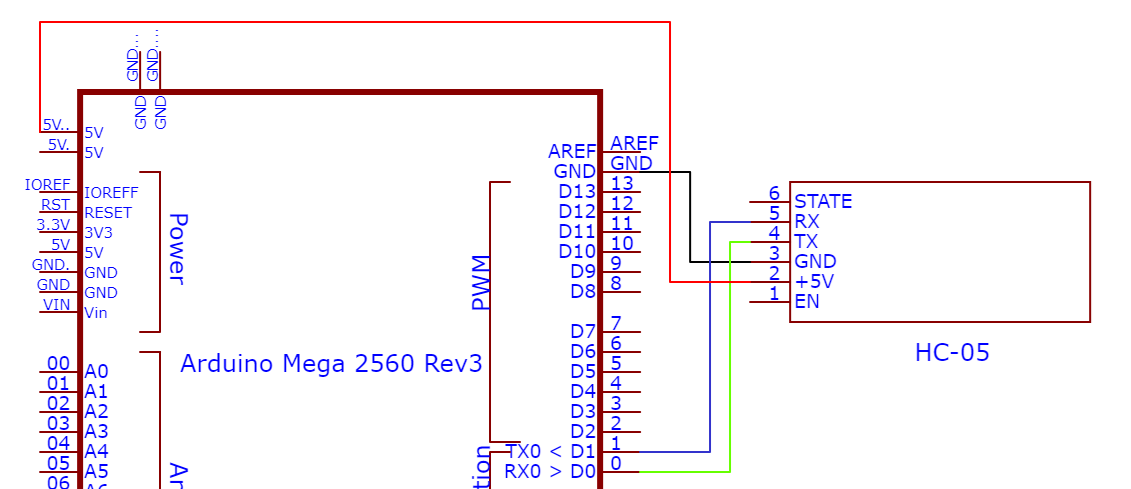 GND...
GND....
GND
GND
5V..
5V
5V.
5V
IOREF
IOREFF
RST
RESET
3.3V
3V3
5V
5V
GND.
GND
GND
GND
VIN
Vin
Power
00
A0
01
A1
02
A2
03
A3
04
A4
05
A5
06
A6
An
Arduino Mega 2560 Rev3
PWM
tion
AREF
AREF
GND
GND
D13
13
D12
12
D11
11
D10
10
D9
9
D8
8
D7
7
D6
6
D5
5
D4
4
D3
3
D2
2
TX0 < D1
1
RX0 > D0
0
6
STATE
5
RX
4
TX
3
GND
2
+5V
1
EN
HC-05